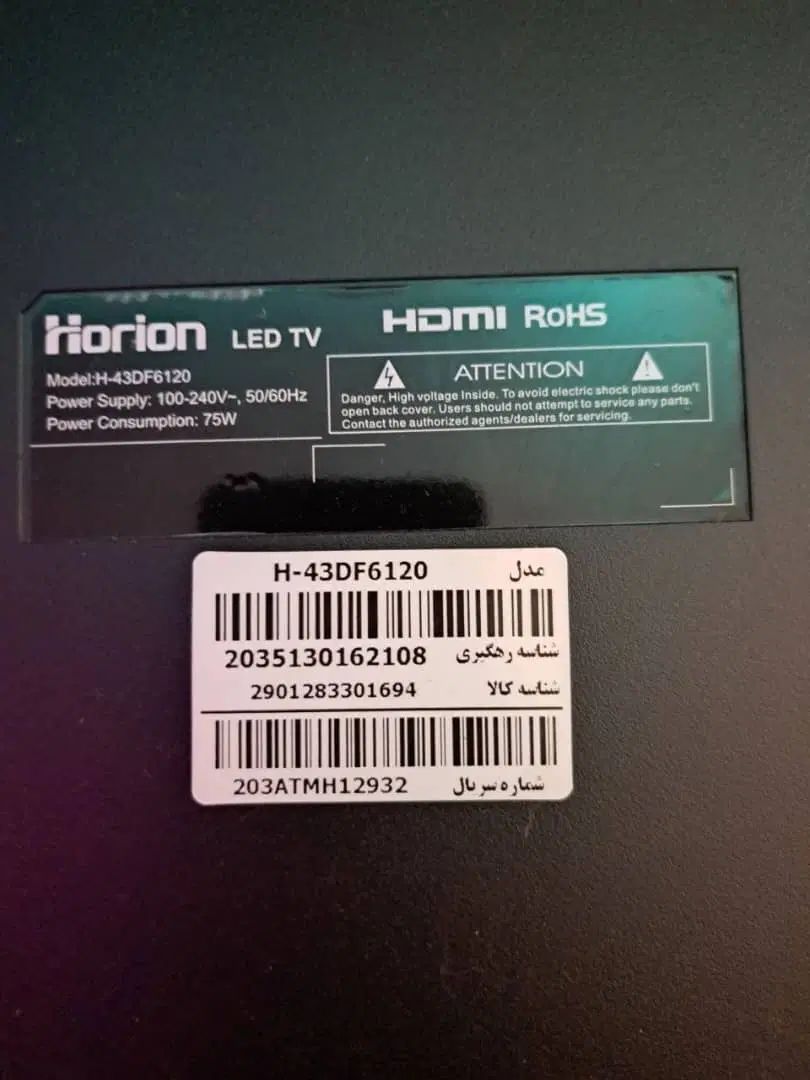 Horion LED TV
HDMI RoHS
Model:H-43DF6120
Power Supply: 100-240V~, 50/60Hz
Power Consumption: 75W
ATTENTION
Danger, High voltage Inside. To avoid electric shock please don't
open back cover. Users should not attempt to service any parts.
Contact the authorized agents/dealers for servicing.
H-43DF6120 مدل
2035130162108 شناسه رهگیری
2901283301694 شناسه کالا
203ATMH12932 شماره سریال